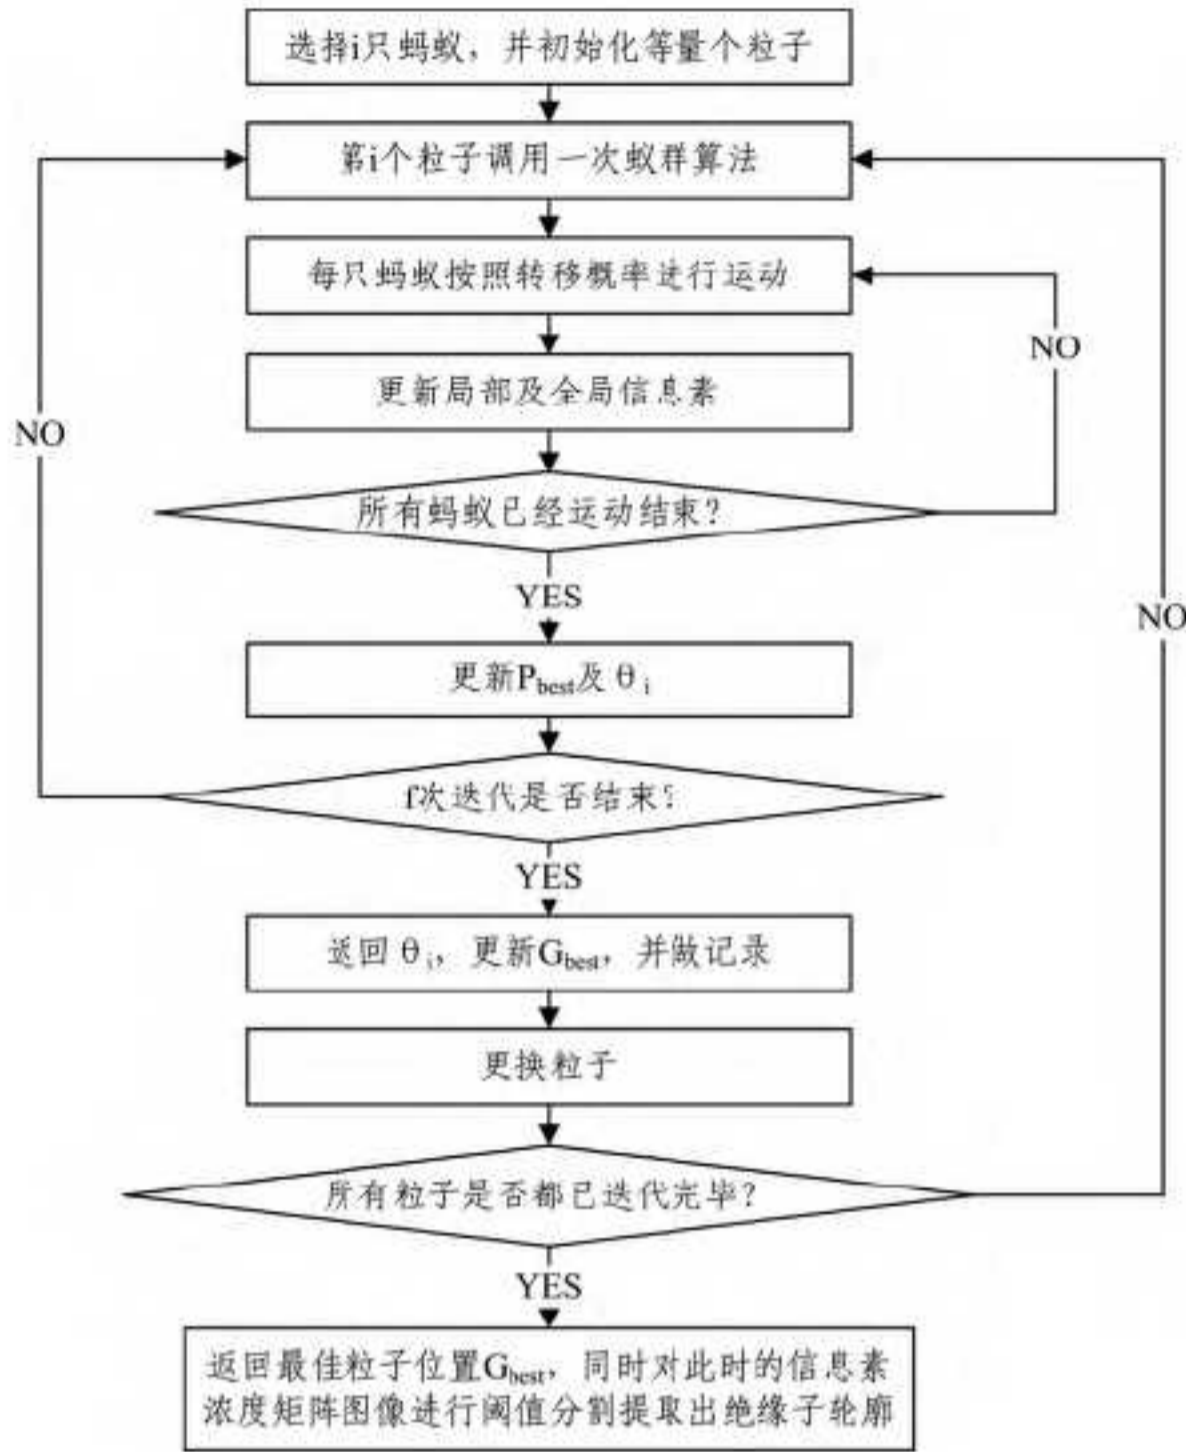 选择i只蚂蚁，并初始化等量个粒子
第i个粒子调用一次蚁群算法
每只蚂蚁按照转移概率进行运动
NO
更新局部及全局信息素
NO
所有蚂蚁已经运动结束？
YES
NO
更新Pbest及θi
f次迭代是否结束？
YES
返回θi，更新Gbest，并做记录
更换粒子
所有粒子是否都已迭代完毕？
YES
返回最佳粒子位置Gbest，同时对此时的信息素
浓度矩阵图像进行阈值分割提取出绝缘子轮廓